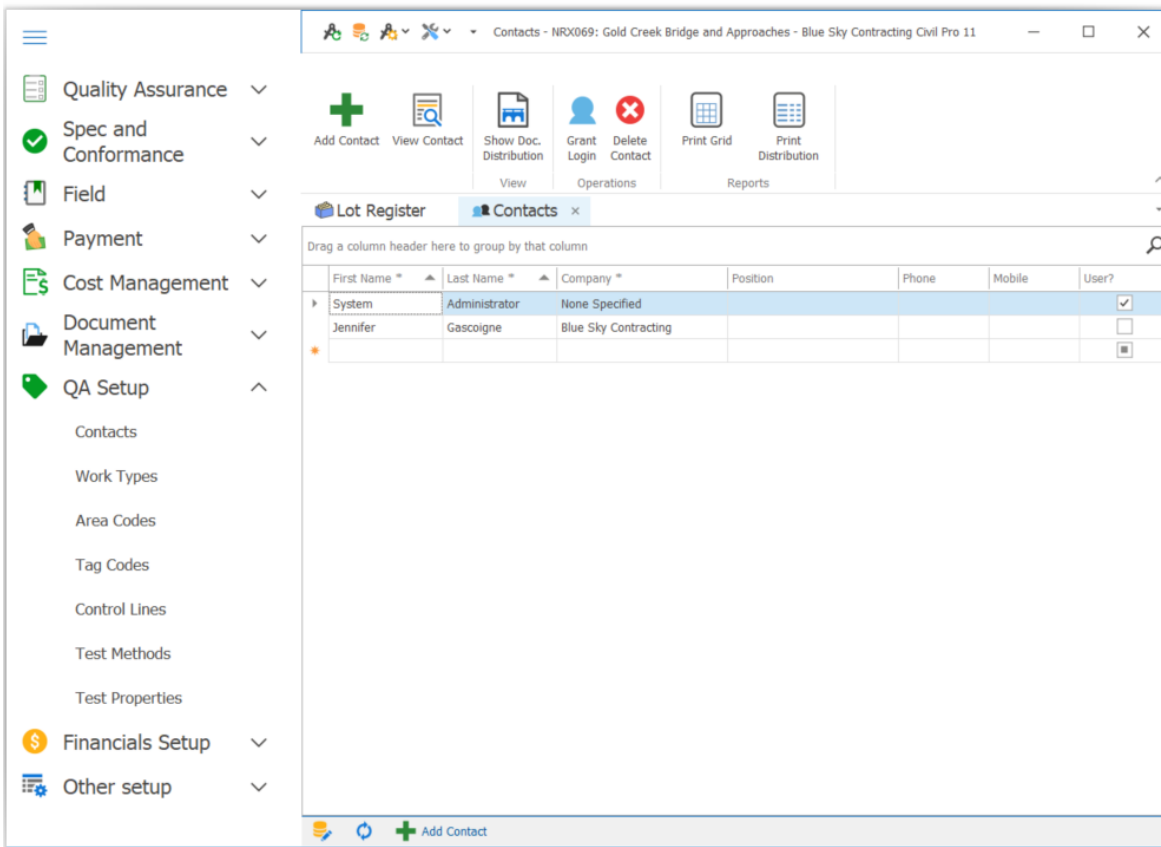 Contacts - NRX069: Gold Creek Bridge and Approaches - Blue Sky Contracting Civil Pro 11
Quality Assurance
Spec and
Conformance
Field
Payment
Cost Management
Document
Management
QA Setup
Contacts
Work Types
Area Codes
Tag Codes
Control Lines
Test Methods
Test Properties
Financials Setup
Other setup
Add Contact
View Contact
Show Doc.
Distribution
Grant
Login
Delete
Contact
Print Grid
Print
Distribution
View
Operations
Reports
Lot Register
Contacts ×
Drag a column header here to group by that column
First Name * Last Name * Company * Position Phone Mobile User?
System Administrator None Specified
Jennifer Gascoigne Blue Sky Contracting
Add Contact